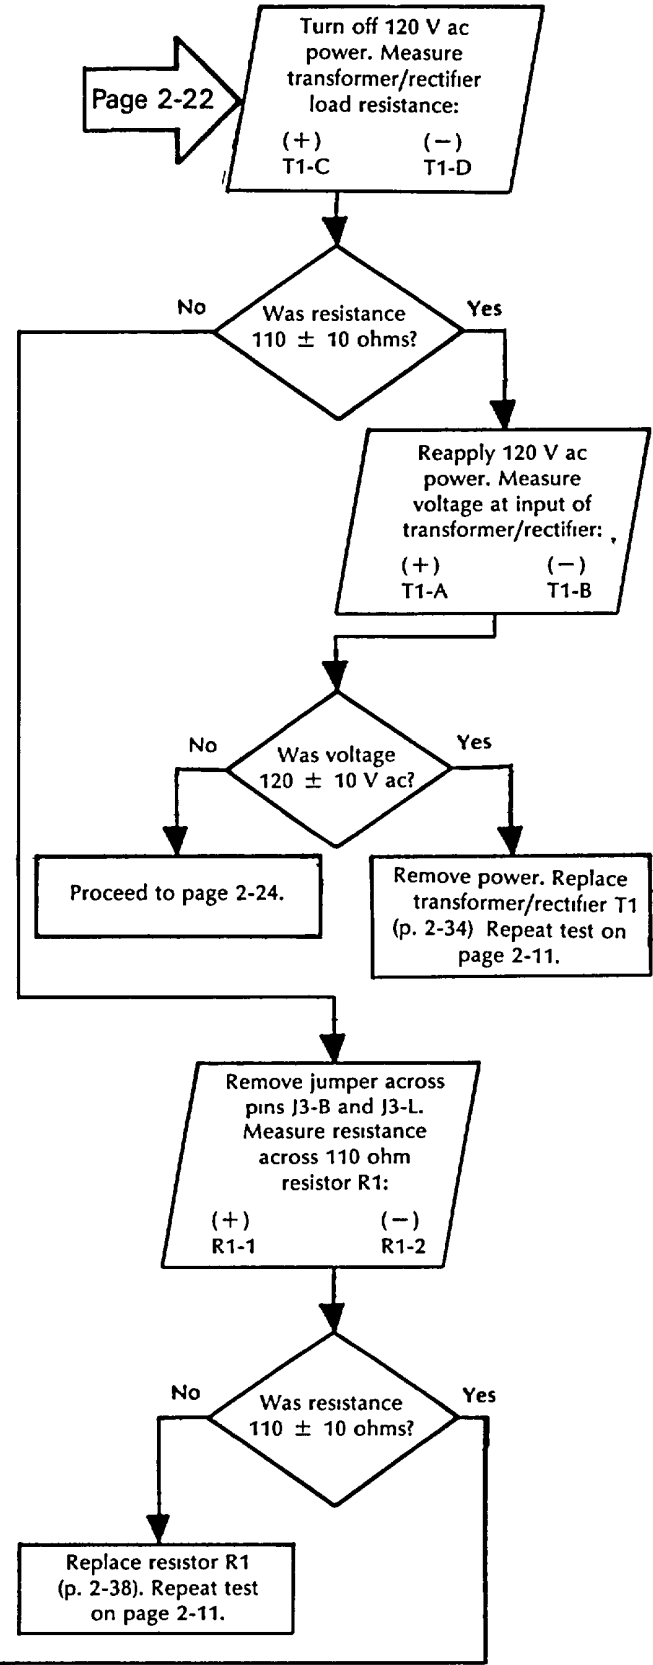 Turn off 120 V ac
power. Measure
transformer/rectifier
load resistance:
(+) (−)
T1-C T1-D
Page 2-22
Was resistance
110 ± 10 ohms?
No
Yes
Reapply 120 V ac
power. Measure
voltage at input of
transformer/rectifier:
(+) (−)
T1-A T1-B
Was voltage
120 ± 10 V ac?
No
Yes
Proceed to page 2-24.
Remove power. Replace
transformer/rectifier T1
(p. 2-34) Repeat test on
page 2-11.
Remove jumper across
pins J3-B and J3-L.
Measure resistance
across 110 ohm
resistor R1:
(+) (−)
R1-1 R1-2
Was resistance
110 ± 10 ohms?
No
Yes
Replace resistor R1
(p. 2-38). Repeat test
on page 2-11.